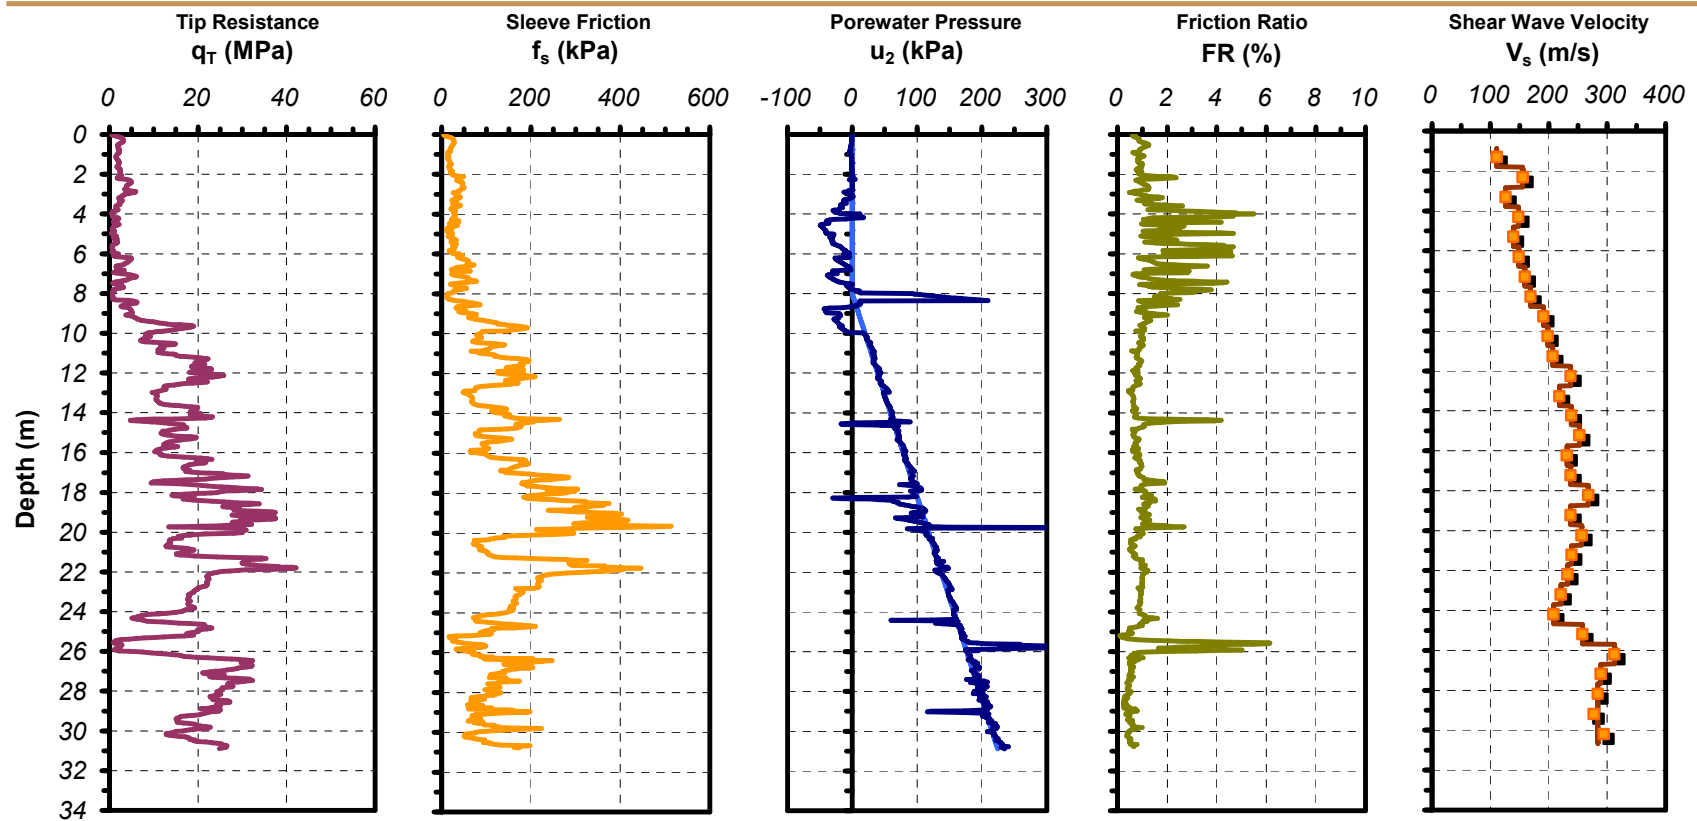 Tip Resistance
qT (MPa)
0 20 40 60
Sleeve Friction
fs (kPa)
0 200 400 600
Porewater Pressure
u2 (kPa)
-100 0 100 200 300
Friction Ratio
FR (%)
0 2 4 6 8 10
Shear Wave Velocity
Vs (m/s)
0 100 200 300 400
Depth (m)
0
2
4
6
8
10
12
14
16
18
20
22
24
26
28
30
32
34